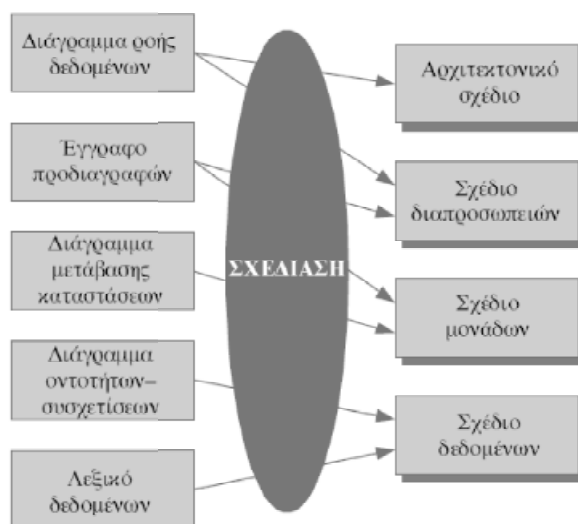 Διάγραμμα ροής
δεδομένων
Έγγραφο
προδιαγραφών
Διάγραμμα
μετάβασης
καταστάσεων
Διάγραμμα
οντοτήτων–
συσχετίσεων
Λεξικό
δεδομένων
ΣΧΕΔΙΑΣΗ
Αρχιτεκτονικό
σχέδιο
Σχέδιο
διαπροσωπειών
Σχέδιο
μονάδων
Σχέδιο
δεδομένων